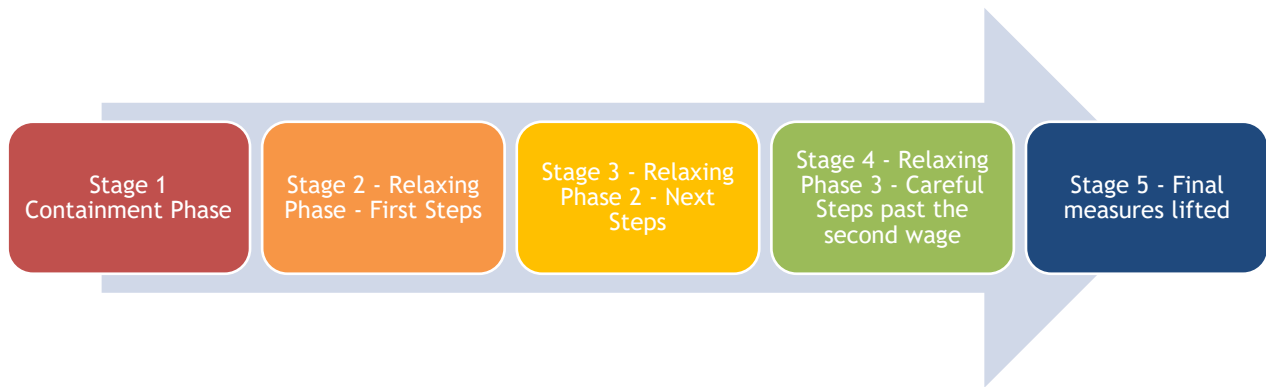 Stage 1
Containment Phase
Stage 2 - Relaxing
Phase - First Steps
Stage 3 - Relaxing
Phase 2 - Next
Steps
Stage 4 - Relaxing
Phase 3 - Careful
Steps past the
second wage
Stage 5 - Final
measures lifted